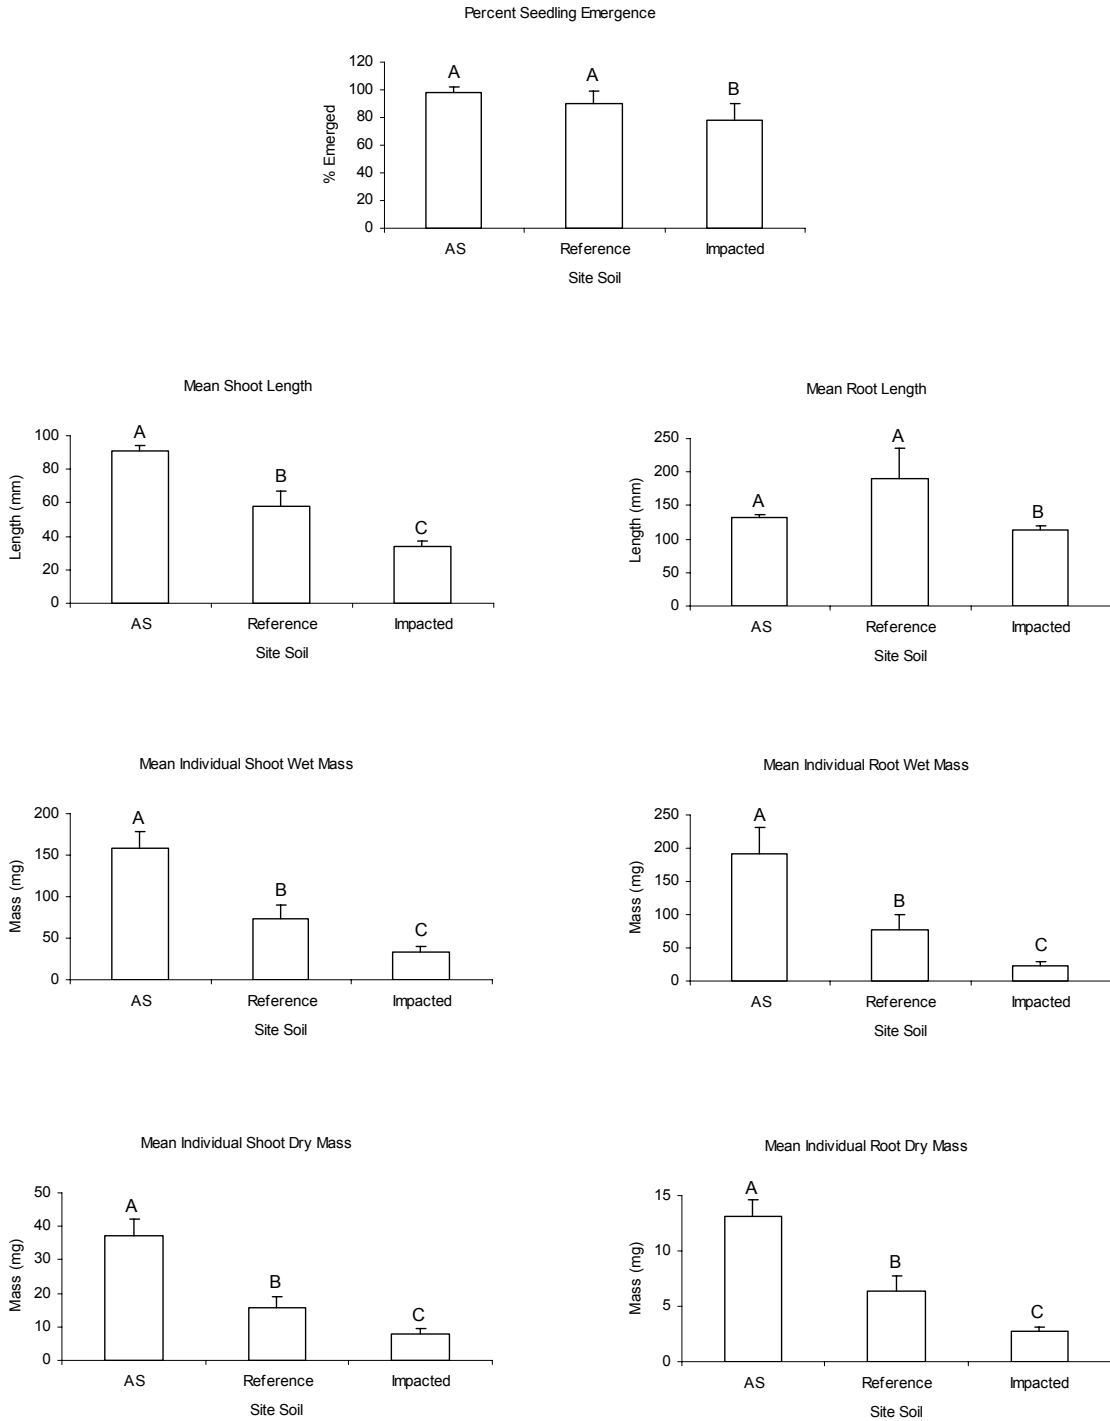 Percent Seedling Emergence
120
100
80
60
40
20
0
% Emerged
A
A
B
AS Reference Impacted
Site Soil
Mean Shoot Length
100
80
60
40
20
0
Length (mm)
A
B
C
AS Reference Impacted
Site Soil
Mean Root Length
250
200
150
100
50
0
Length (mm)
A
A
B
AS Reference Impacted
Site Soil
Mean Individual Shoot Wet Mass
200
150
100
50
0
Mass (mg)
A
B
C
AS Reference Impacted
Site Soil
Mean Individual Root Wet Mass
250
200
150
100
50
0
Mass (mg)
A
B
C
AS Reference Impacted
Site Soil
Mean Individual Shoot Dry Mass
50
40
30
20
10
0
Mass (mg)
A
B
C
AS Reference Impacted
Site Soil
Mean Individual Root Dry Mass
15
10
5
0
Mass (mg)
A
B
C
AS Reference Impacted
Site Soil